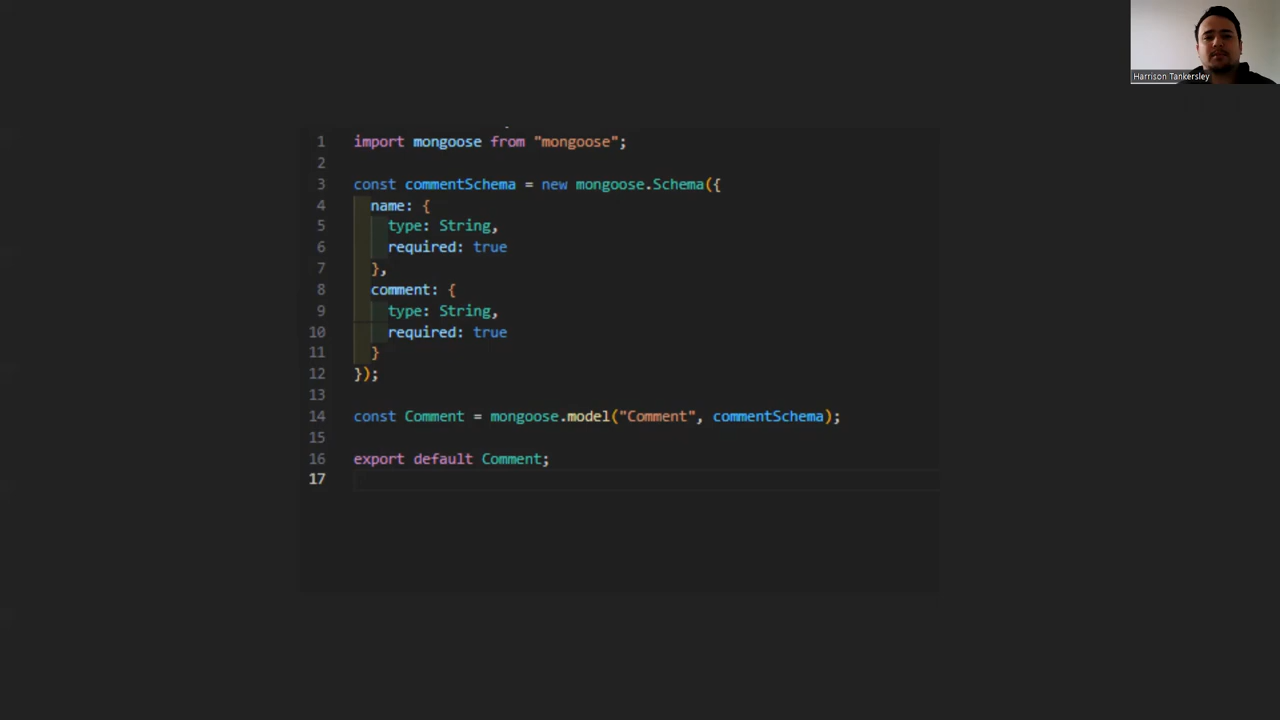 Harrison Tankersley
1 import mongoose from "mongoose";
2
3 const commentSchema = new mongoose.Schema({
4 name: {
5 type: String,
6 required: true
7 },
8 comment: {
9 type: String,
10 required: true
11 }
12 });
13
14 const Comment = mongoose.model("Comment", commentSchema);
15
16 export default Comment;
17